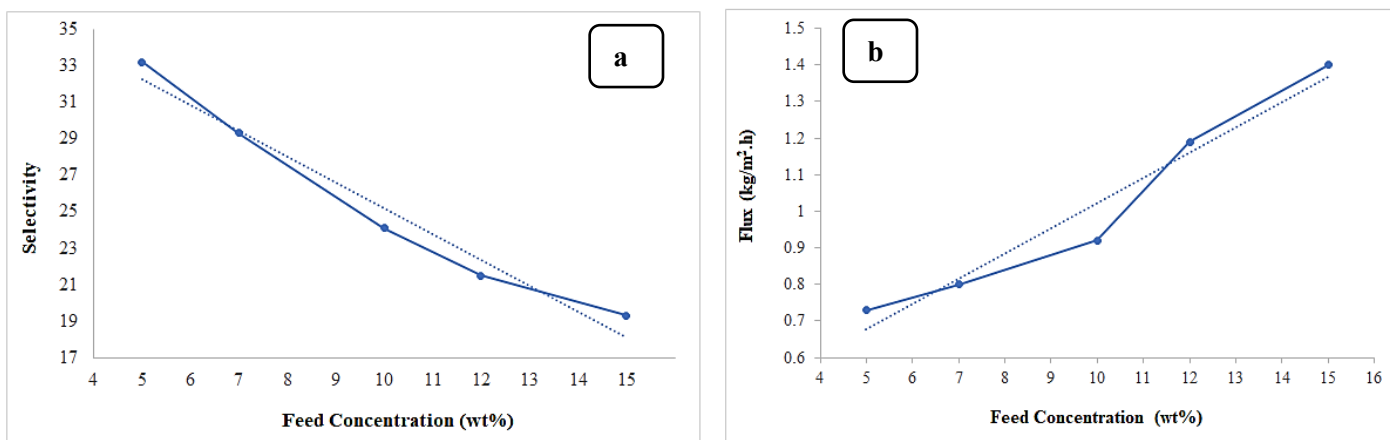 a
35
33
31
29
27
25
23
21
19
17
Selectivity
4 5 6 7 8 9 10 11 12 13 14 15
Feed Concentration (wt%)
b
1.5
1.4
1.3
1.2
1.1
1
0.9
0.8
0.7
0.6
Flux (kg/m².h)
4 5 6 7 8 9 10 11 12 13 14 15 16
Feed Concentration (wt%)